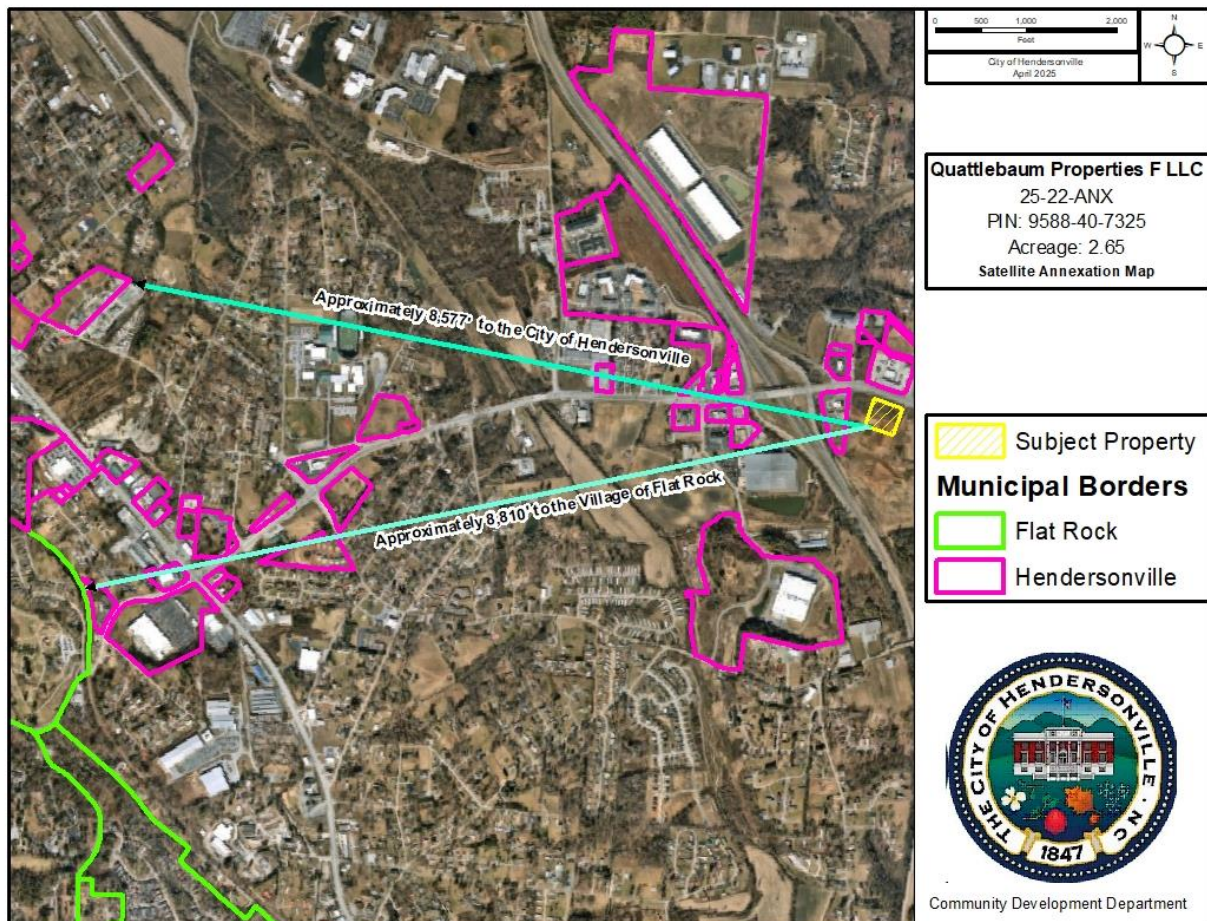 0 500 1,000 2,000
Feet
City of Hendersonville
April 2025
N
W E
S
Quattlebaum Properties F LLC
25-22-ANX
PIN: 9588-40-7325
Acreage: 2.65
Satellite Annexation Map
Approximately 8,577' to the City of Hendersonville
Approximately 8,810' to the Village of Flat Rock
Subject Property
Municipal Borders
Flat Rock
Hendersonville
THE CITY OF HENDERSONVILLE · NC
1847
Community Development Department